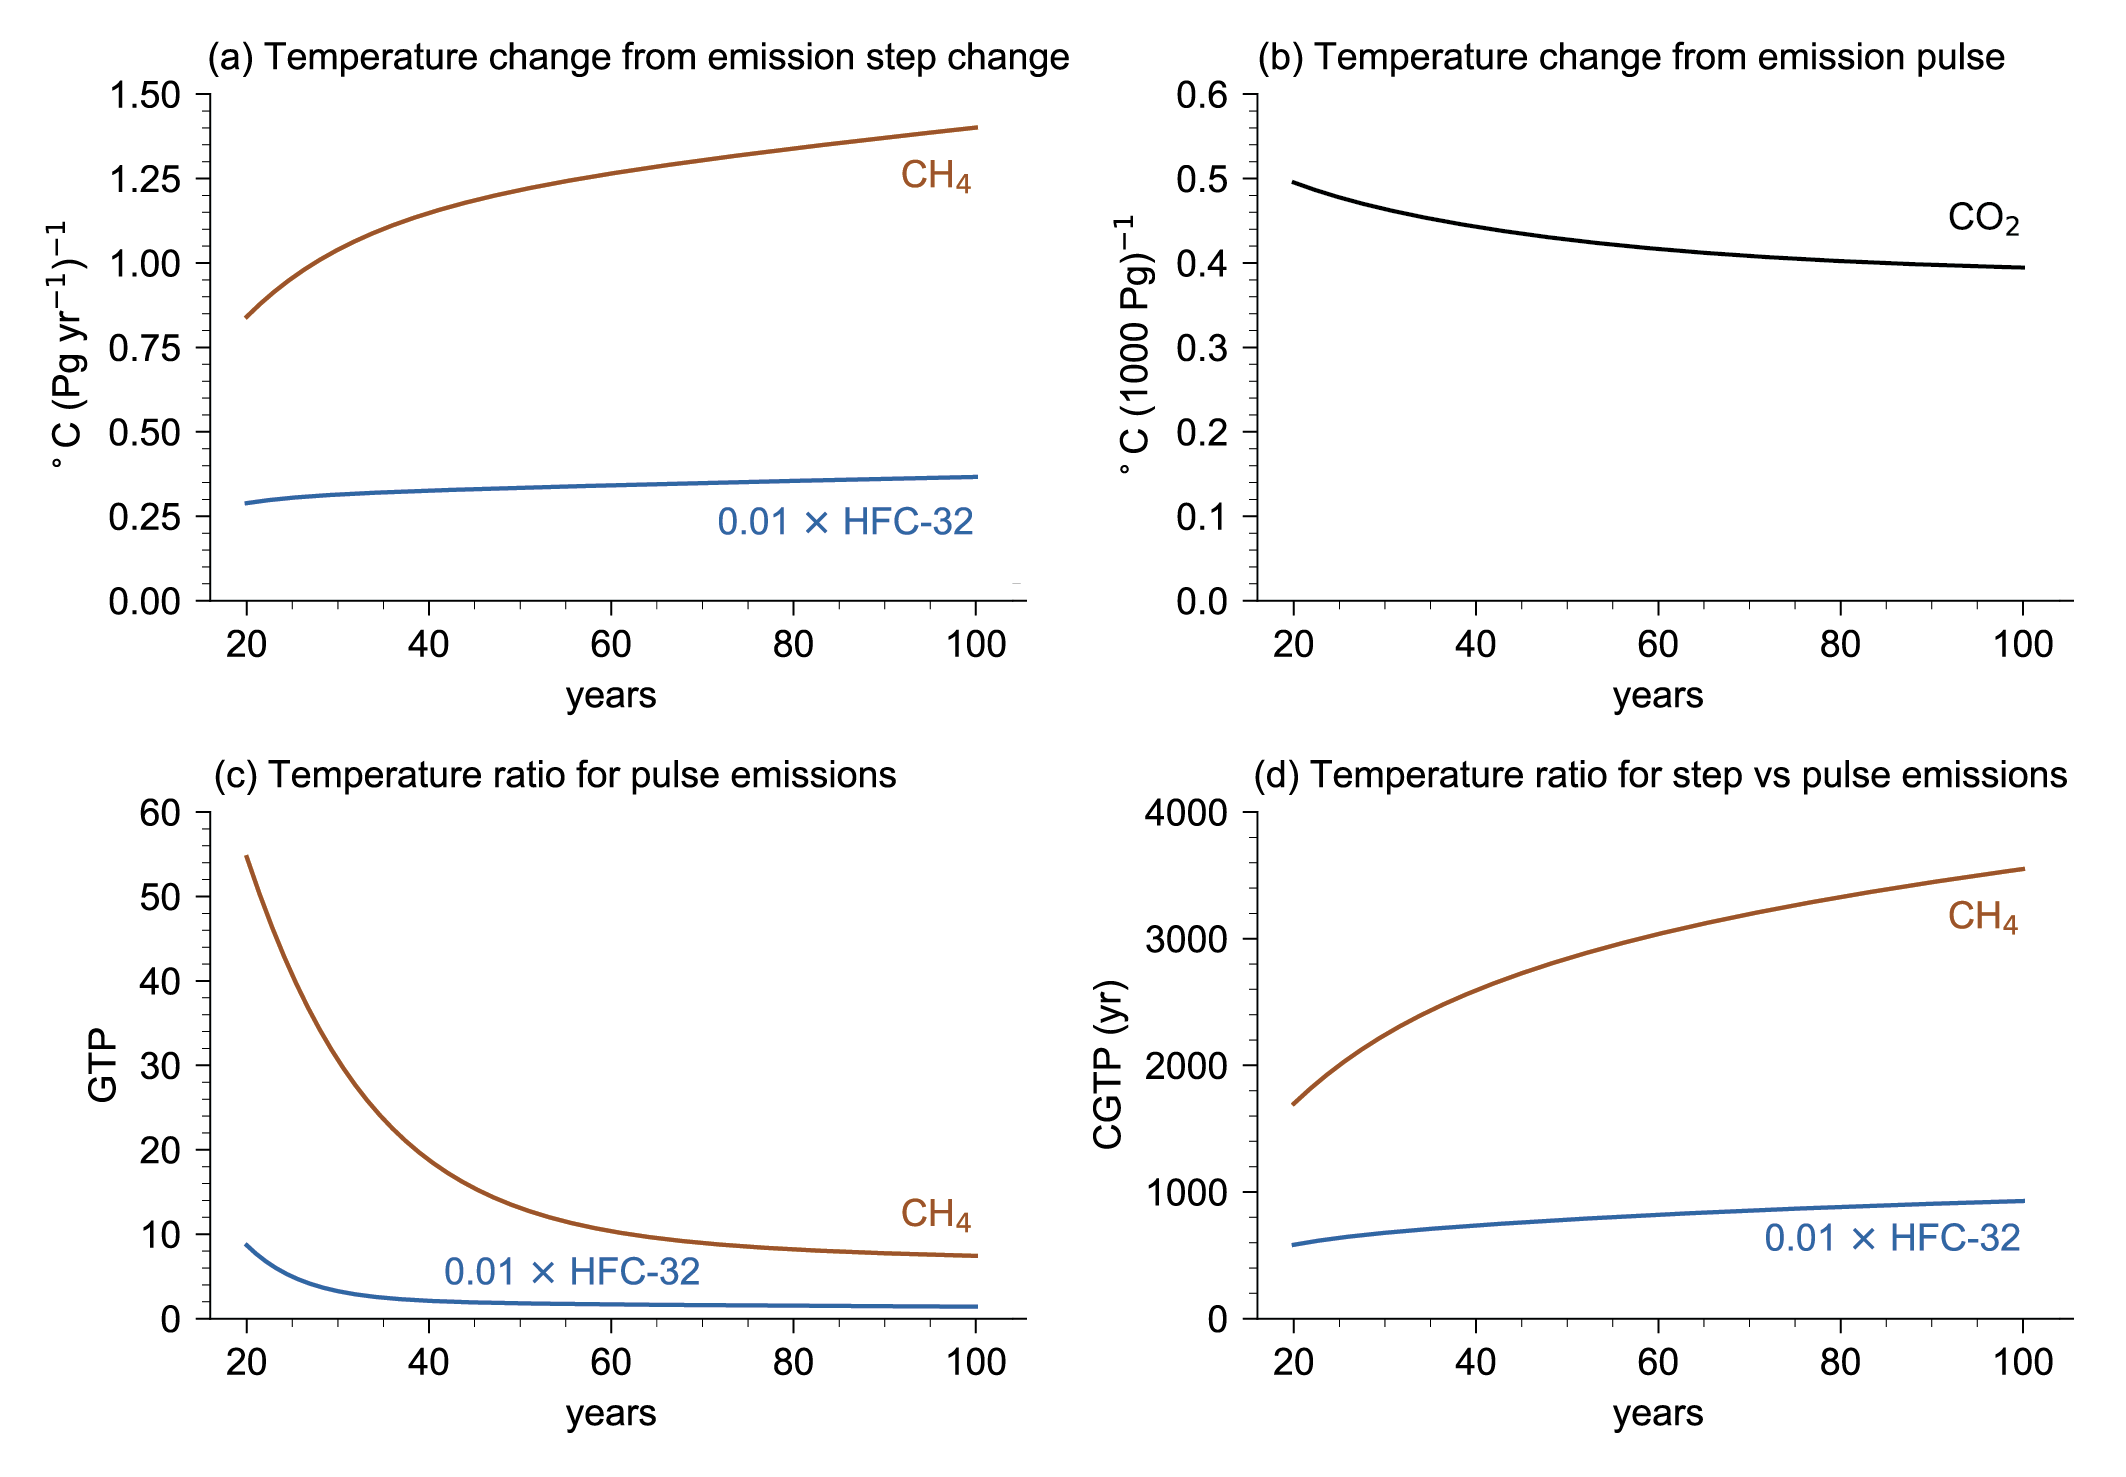 (a) Temperature change from emission step change
1.50
1.25
1.00
0.75
0.50
0.25
0.00
°C (Pg yr⁻¹)⁻¹
CH₄
0.01 × HFC-32
20 40 60 80 100
years
(b) Temperature change from emission pulse
0.6
0.5
0.4
0.3
0.2
0.1
0.0
°C (1000 Pg)⁻¹
CO₂
20 40 60 80 100
years
(c) Temperature ratio for pulse emissions
60
50
40
30
20
10
0
GTP
CH₄
0.01 × HFC-32
20 40 60 80 100
years
(d) Temperature ratio for step vs pulse emissions
4000
3000
2000
1000
0
CGTP (yr)
CH₄
0.01 × HFC-32
20 40 60 80 100
years